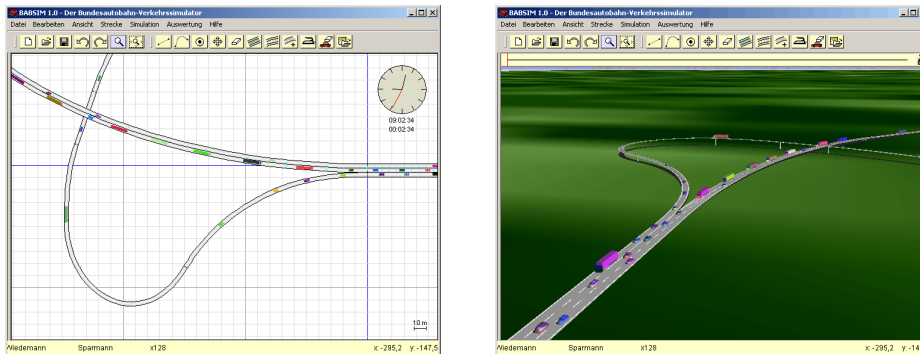 BABSIM 1.0 - Der Bundesautobahn-Verkehrssimulator
Datei Bearbeiten Ansicht Strecke Simulation Auswertung Hilfe
09:02:34
00:02:34
10 m
Wiedemann Sparmann x128 x:-295,2 y:-147,5
BABSIM 1.0 - Der Bundesautobahn-Verkehrssimulator
Datei Bearbeiten Ansicht Strecke Simulation Auswertung Hilfe
Wiedemann Sparmann x128 x:-295,2 y:-14